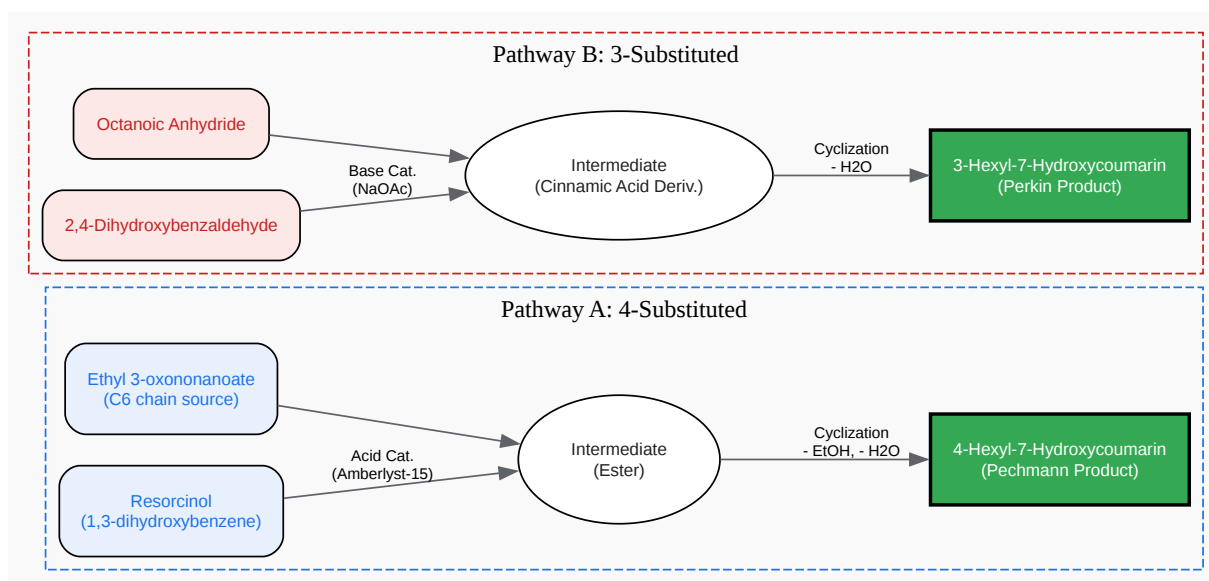 Pathway B: 3-Substituted
Octanoic Anhydride
2,4-Dihydroxybenzaldehyde
Base Cat.
(NaOAc)
Intermediate
(Cinnamic Acid Deriv.)
Cyclization
- H2O
3-Hexyl-7-Hydroxycoumarin
(Perkin Product)
Pathway A: 4-Substituted
Ethyl 3-oxononanoate
(C6 chain source)
Resorcinol
(1,3-dihydroxybenzene)
Acid Cat.
(Amberlyst-15)
Intermediate
(Ester)
Cyclization
- EtOH, - H2O
4-Hexyl-7-Hydroxycoumarin
(Pechmann Product)